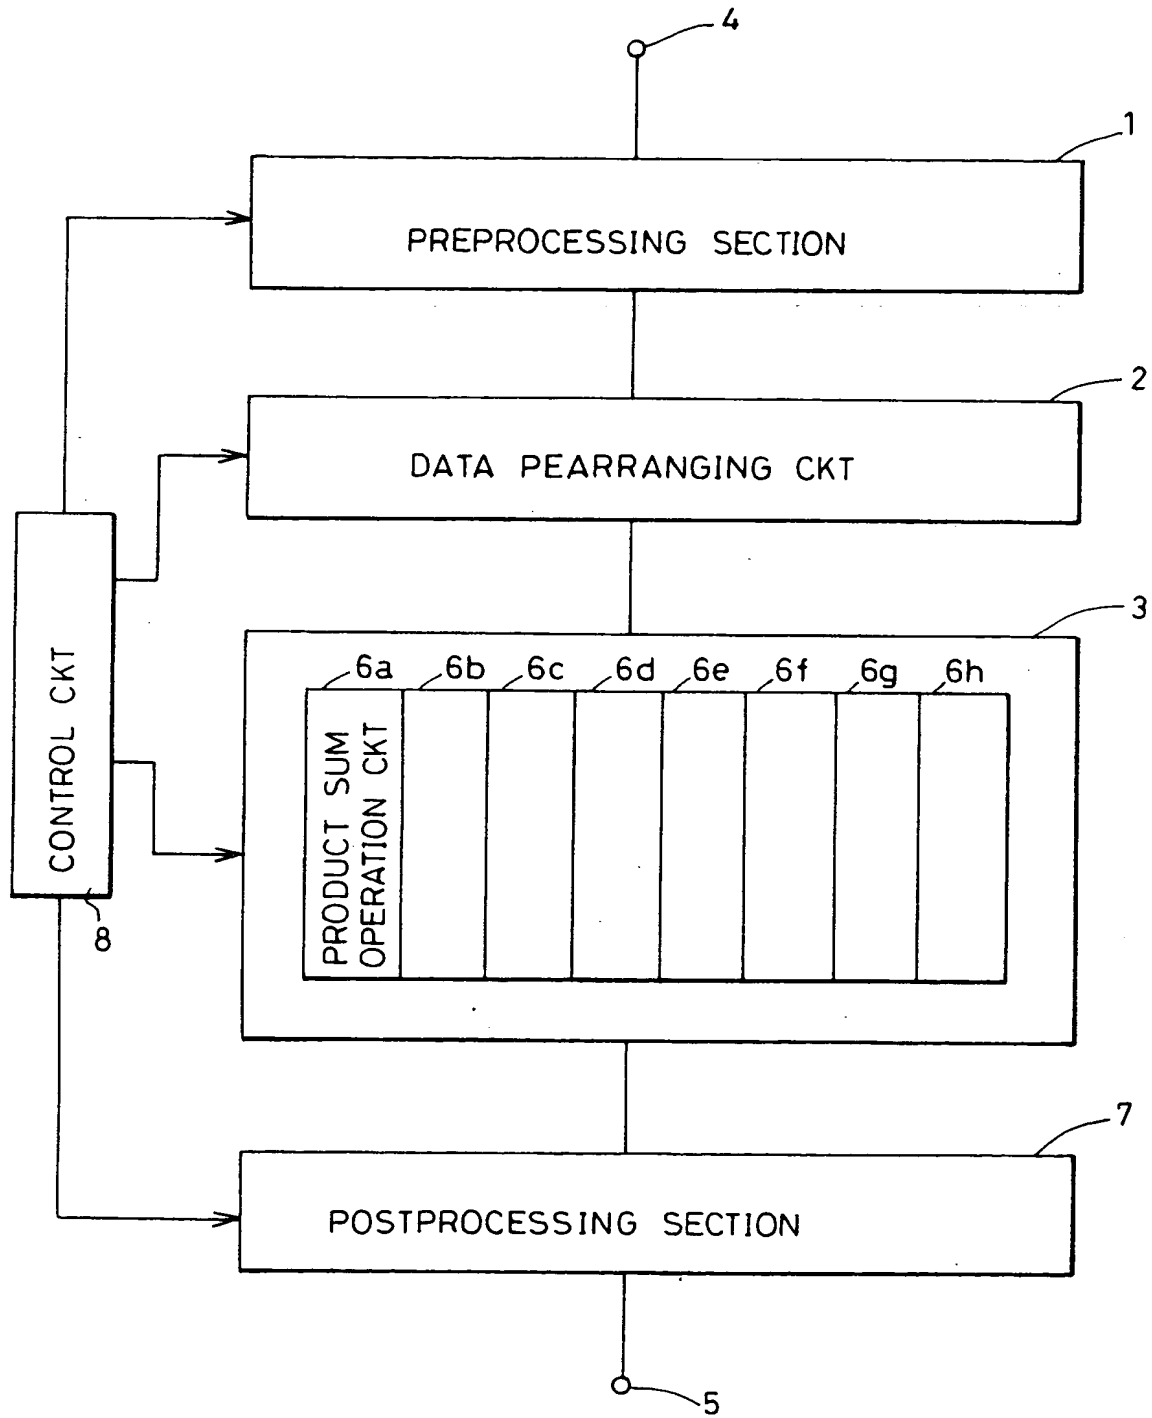 4
1
PREPROCESSING SECTION
2
DATA PEARRANGING CKT
3
6a 6b 6c 6d 6e 6f 6g 6h
PRODUCT SUM
OPERATION CKT
CONTROL CKT
8
7
POSTPROCESSING SECTION
5